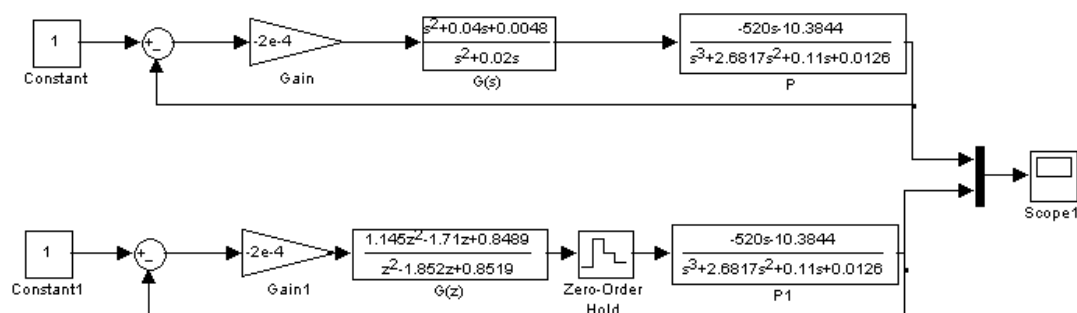 1
Constant
+
-
-2e-4
Gain
s²+0.04s+0.0048
s²+0.02s
G(s)
-520s-10.3844
s³+2.6817s²+0.11s+0.0126
P
Scope1
1
Constant1
+
-
-2e-4
Gain1
1.145z²-1.71z+0.8489
z²-1.852z+0.8519
G(z)
Zero-Order
Hold
-520s-10.3844
s³+2.6817s²+0.11s+0.0126
P1